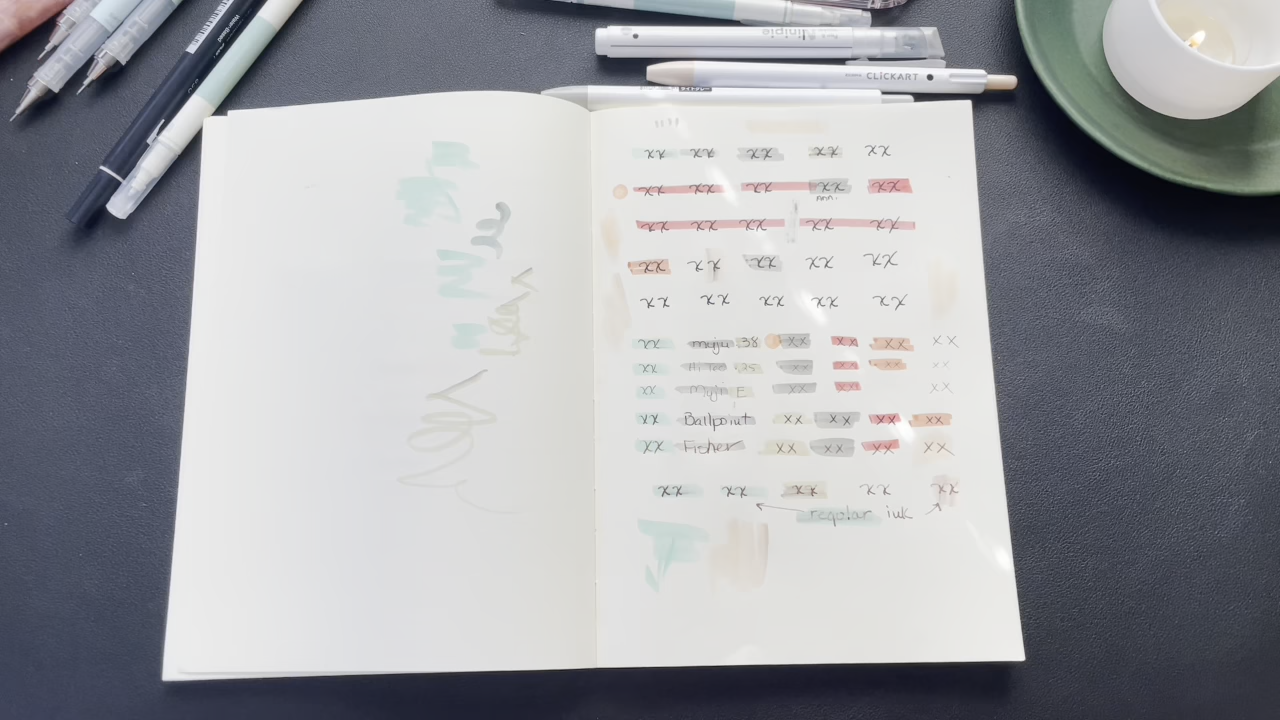 CLiCKART
xx xx xx xx xx
xx xx xx xx xx
nnn.
xx xx xx xx xx
xx xx xx xx xx
xx xx xx xx xx
xx muji .38 xx xx xx xx
xx Hi Tec .25 xx xx xx xx
xx Muji E xx xx xx
xx Ballpoint xx xx xx xx
xx Fisher xx xx xx xx
xx xx xx xx xx
regular ink